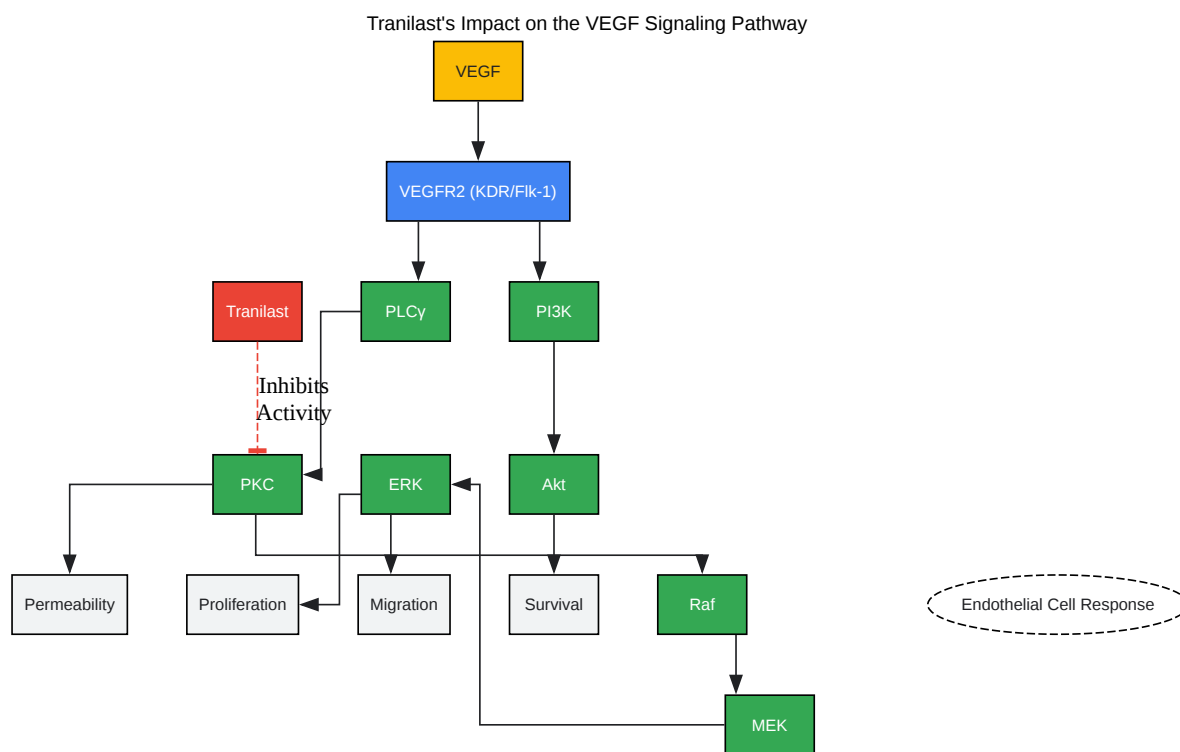 Tranilast's Impact on the VEGF Signaling Pathway
VEGF
VEGFR2 (KDR/Flk-1)
Tranilast
PLCγ
PI3K
Inhibits
Activity
PKC
ERK
Akt
Permeability
Proliferation
Migration
Survival
Raf
Endothelial Cell Response
MEK